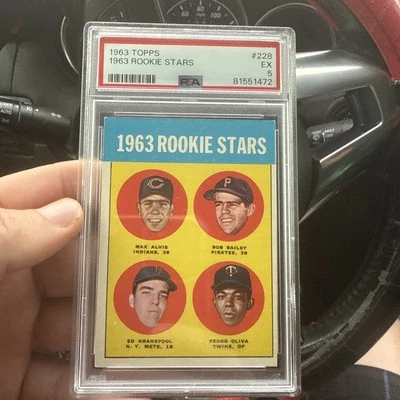 1963 TOPPS #228
1963 ROOKIE STARS EX
5
PSA 81551472
1963 ROOKIE STARS
MAX ALVIS BOB BAILEY
INDIANS, 3B PIRATES, 3B
ED KRANEPOOL PEDRO OLIVA
N. Y. METS, 1B TWINS, OF